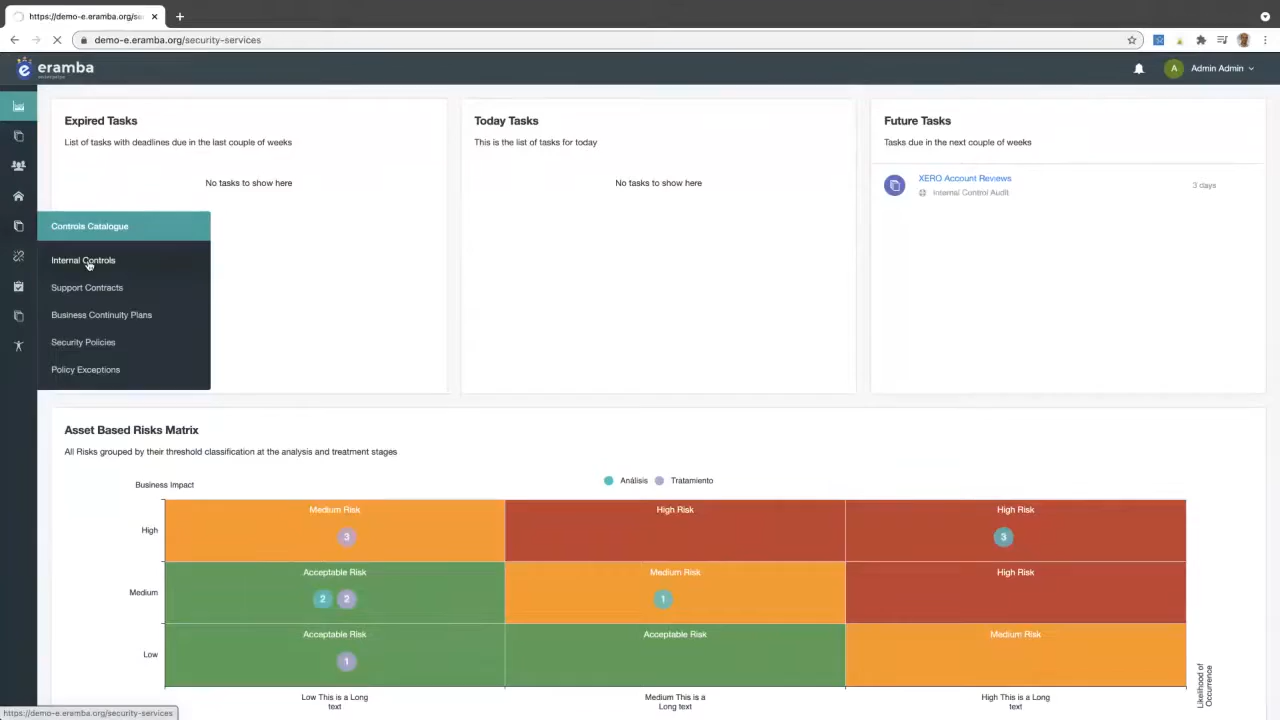 https://demo-e.eramba.org/se
demo-e.eramba.org/security-services
eramba
A Admin Admin
Expired Tasks
List of tasks with deadlines due in the last couple of weeks
No tasks to show here
Today Tasks
This is the list of tasks for today
No tasks to show here
Future Tasks
Tasks due in the next couple of weeks
XERO Account Reviews
Internal Control Audit
3 days
Controls Catalogue
Internal Controls
Support Contracts
Business Continuity Plans
Security Policies
Policy Exceptions
Asset Based Risks Matrix
All Risks grouped by their threshold classification at the analysis and treatment stages
Análisis Tratamiento
Business Impact
High
Medium Risk
3
High Risk
High Risk
3
Medium
Acceptable Risk
2 2
Medium Risk
1
High Risk
Low
Acceptable Risk
1
Acceptable Risk
Medium Risk
Low This is a Long
text
Medium This is a
Long text
High This is a Long
text
Likelihood of
Occurrence
https://demo-e.eramba.org/security-services